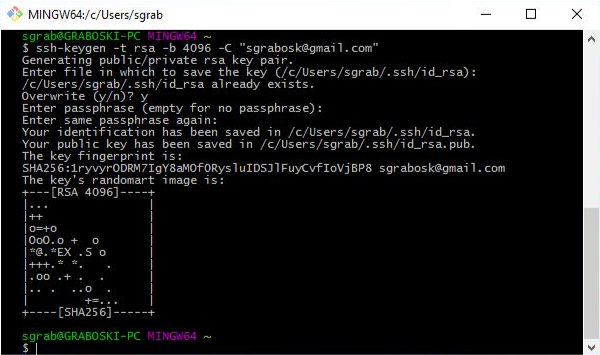 MINGW64:/c/Users/sgrab
sgrab@GRABOSKI-PC MINGW64 ~
$ ssh-keygen -t rsa -b 4096 -C "sgrabosk@gmail.com"
Generating public/private rsa key pair.
Enter file in which to save the key (/c/Users/sgrab/.ssh/id_rsa):
/c/Users/sgrab/.ssh/id_rsa already exists.
Overwrite (y/n)? y
Enter passphrase (empty for no passphrase):
Enter same passphrase again:
Your identification has been saved in /c/Users/sgrab/.ssh/id_rsa.
Your public key has been saved in /c/Users/sgrab/.ssh/id_rsa.pub.
The key fingerprint is:
SHA256:1ryvyrODRM7IgY8aMOf0RysluIDSJlFuyCvfIoVjBP8 sgrabosk@gmail.com
The key's randomart image is:
+---[RSA 4096]----+
|...              |
|++               |
|o=+o             |
|OoO.o +  o       |
|*@.*EX .S o      |
|+++.* *.   .     |
|.oo .+ .  .      |
|.. .  ..o  .     |
|       +=...     |
+----[SHA256]-----+
sgrab@GRABOSKI-PC MINGW64 ~
$